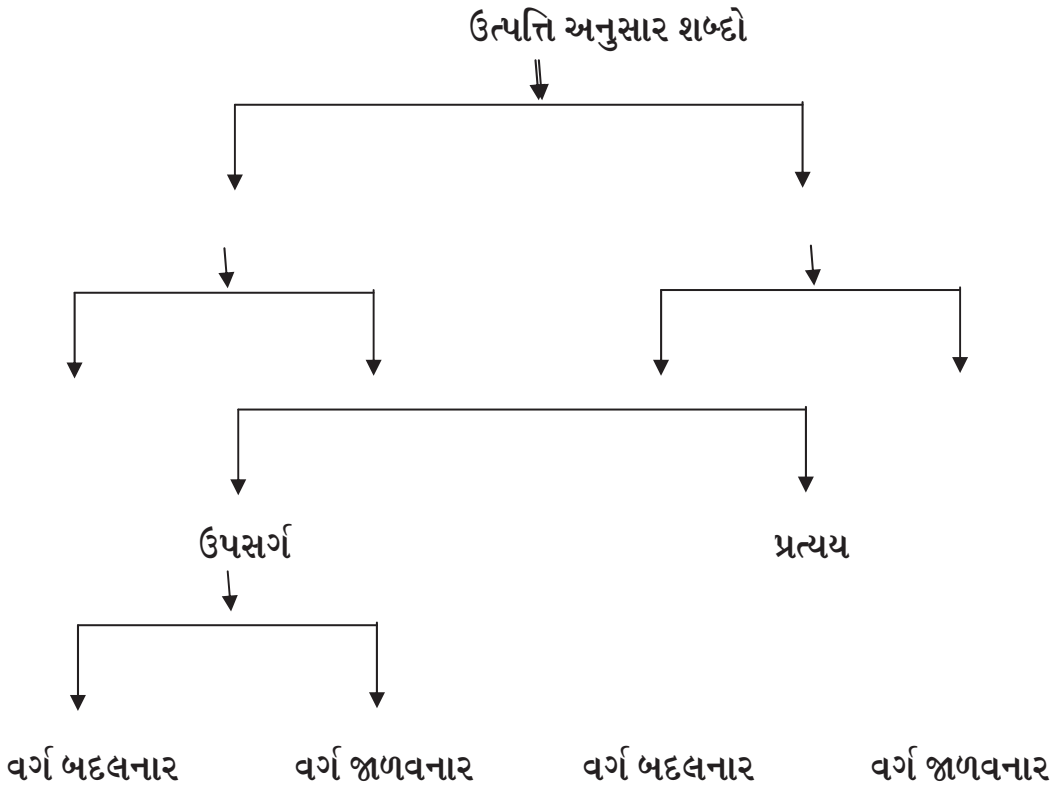 ઉત્પત્તિ અનુસાર શબ્દો
ઉપસર્ગ પ્રત્યય
વર્ગ બદલનાર વર્ગ જાળવનાર વર્ગ બદલનાર વર્ગ જાળવનાર